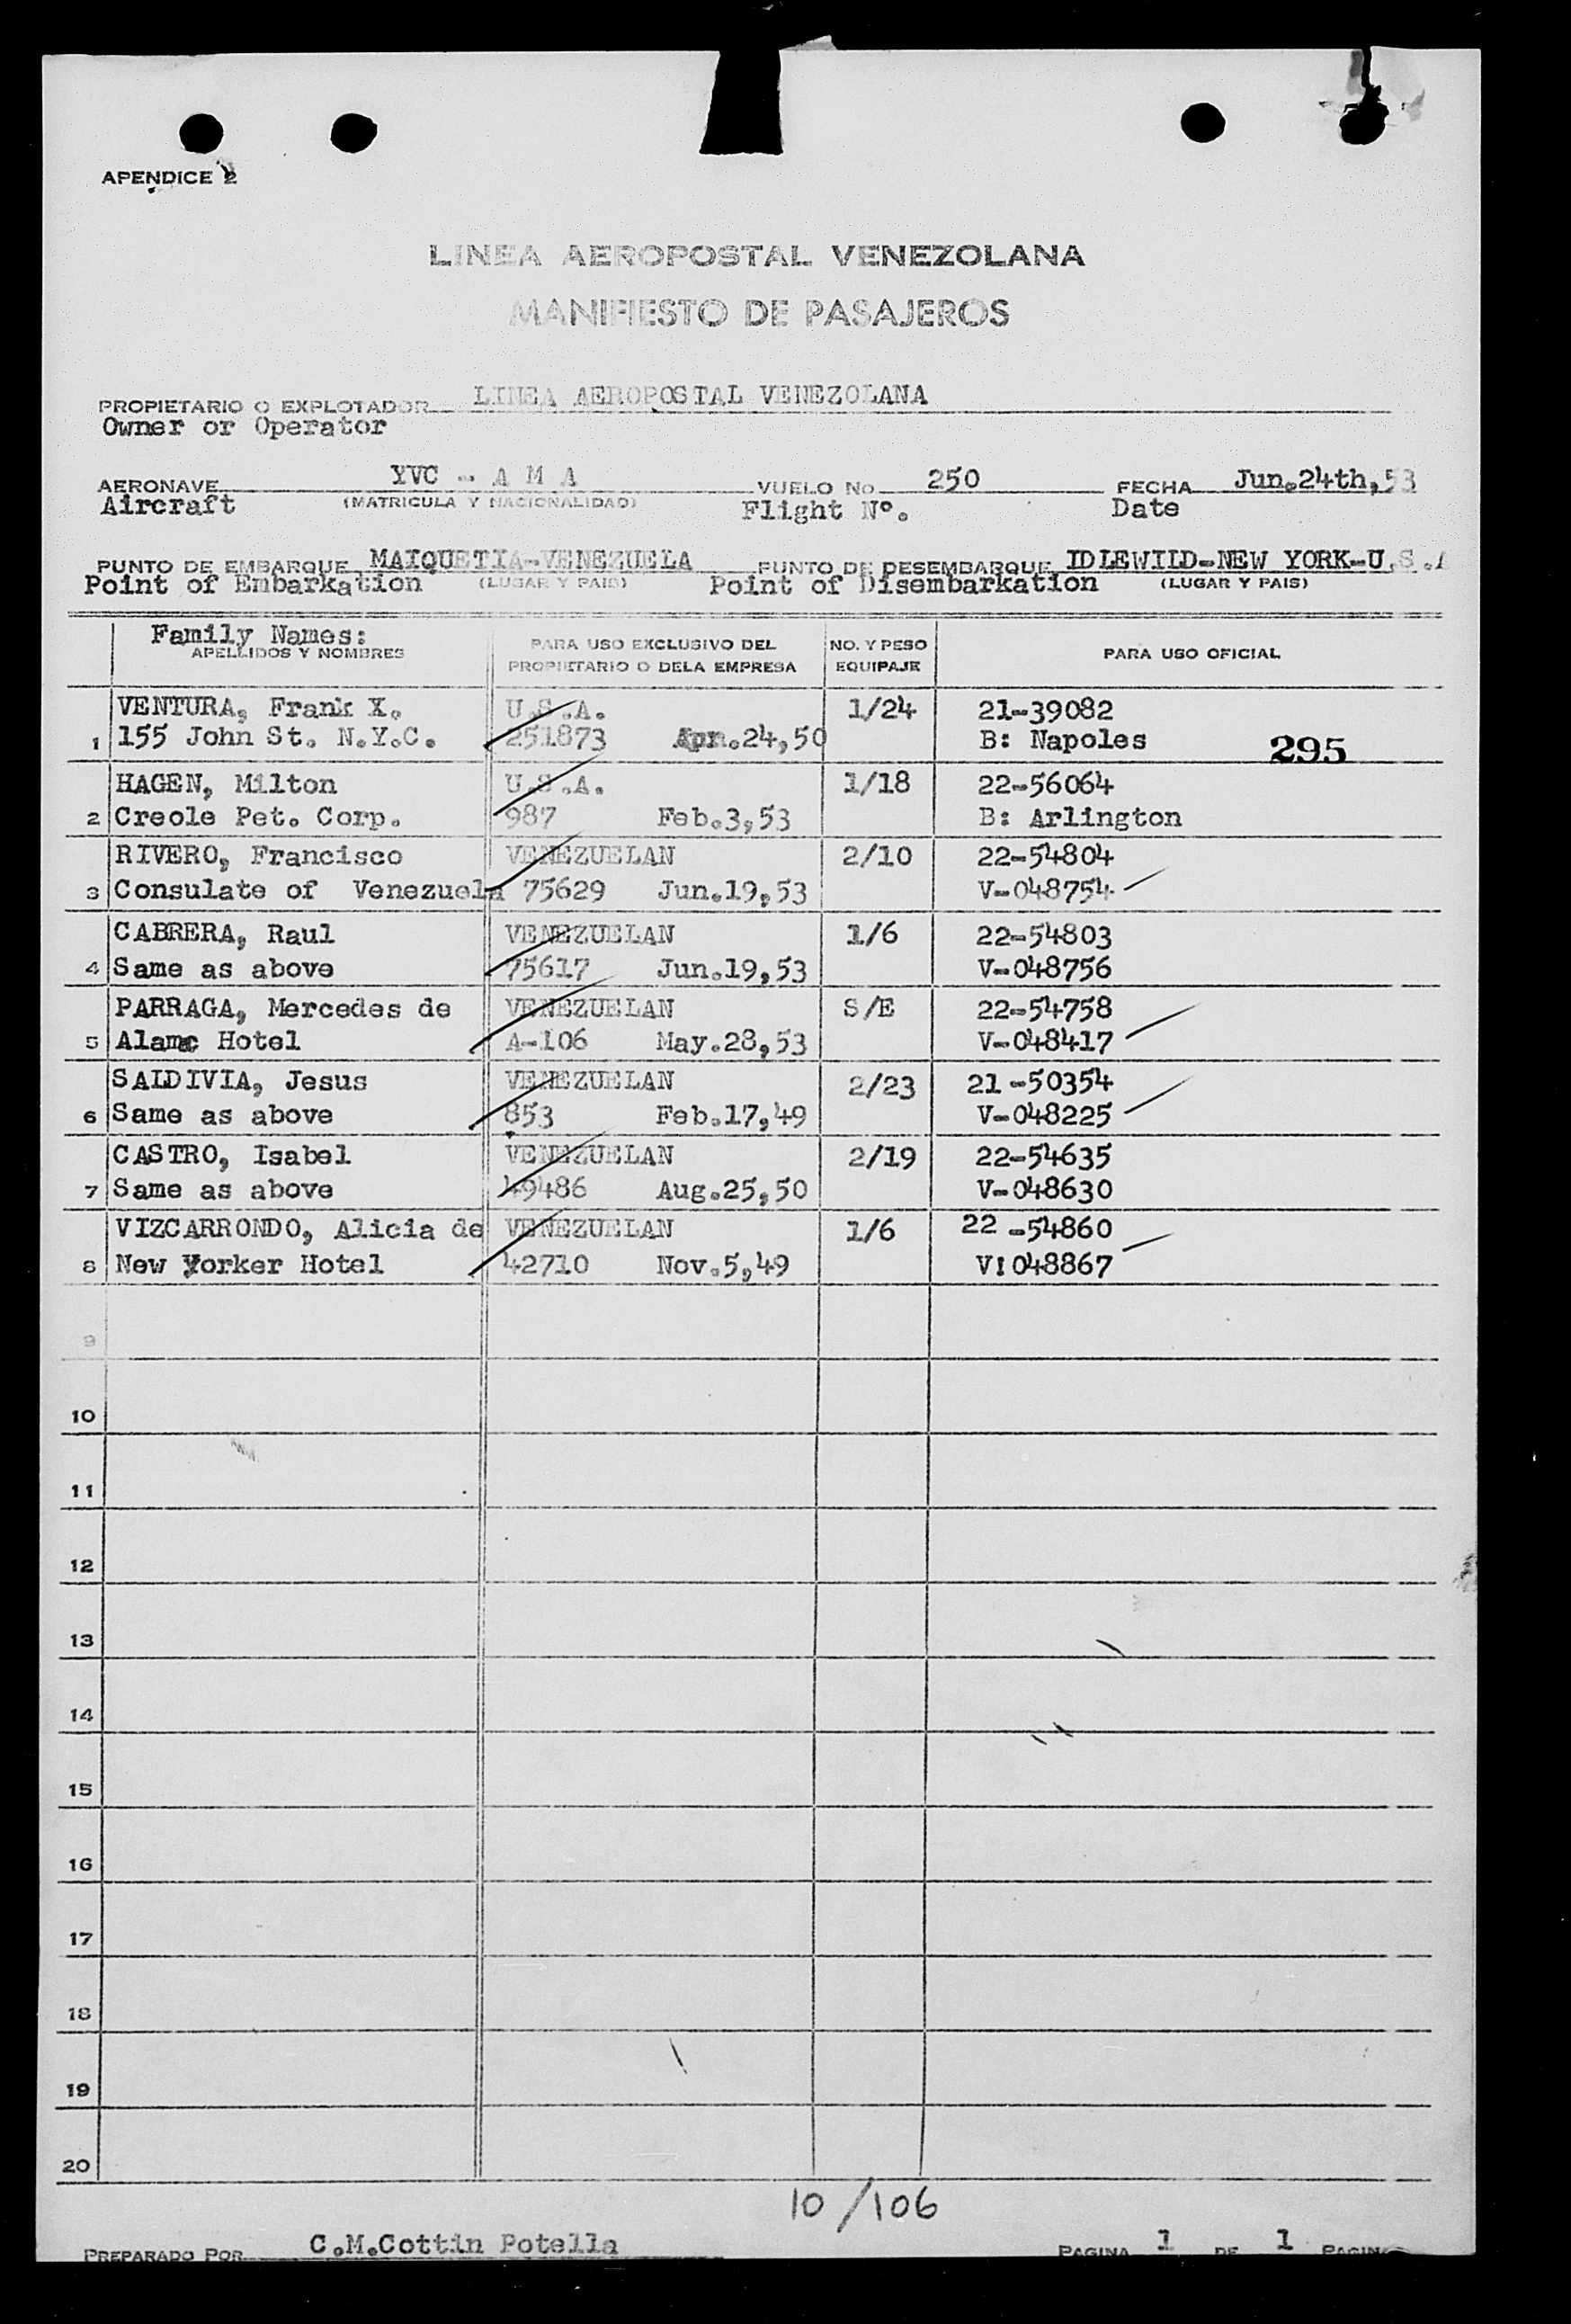 APENDICE 2
LINEA AEROPOSTAL VENEZOLANA
MANIFIESTO DE PASAJEROS
PROPIETARIO O EXPLOTADOR LINEA AEROPOSTAL VENEZOLANA
Owner or Operator
AERONAVE YVC - A M A VUELO No. 250 FECHA Jun.24th,53
Aircraft (MATRICULA Y NACIONALIDAD) Flight Nº. Date
PUNTO DE EMBARQUE MAIQUETIA-VENEZUELA PUNTO DE DESEMBARQUE IDLEWILD-NEW YORK-U.S.A
Point of Embarkation (LUGAR Y PAIS) Point of Disembarkation (LUGAR Y PAIS)
Family Names:
APELLIDOS Y NOMBRES PARA USO EXCLUSIVO DEL PROPIETARIO O DE LA EMPRESA NO. Y PESO EQUIPAJE PARA USO OFICIAL
VENTURA, Frank X. U.S.A. 1/24 21-39082
1 155 John St. N.Y.C. 251873 Apr.24,50 B: Napoles 295
HAGEN, Milton U.S.A. 1/18 22-56064
2 Creole Pet. Corp. 987 Feb.3,53 B: Arlington
RIVERO, Francisco VENEZUELAN 2/10 22-54804
3 Consulate of Venezuela 75629 Jun.19,53 V-048754
CABRERA, Raul VENEZUELAN 1/6 22-54803
4 Same as above 75617 Jun.19,53 V-048756
PARRAGA, Mercedes de VENEZUELAN S/E 22-54758
5 Alamc Hotel A-106 May.28,53 V-048417
SALDIVIA, Jesus VENEZUELAN 2/23 21-50354
6 Same as above 853 Feb.17,49 V-048225
CASTRO, Isabel VENEZUELAN 2/19 22-54635
7 Same as above 49486 Aug.25,50 V-048630
VIZCARRONDO, Alicia de VENEZUELAN 1/6 22-54860
8 New Yorker Hotel 42710 Nov.5,49 V!048867
9
10
11
12
13
14
15
16
17
18
19
20
10/106
PREPARADO POR C.M.Cottin Potella PAGINA 1 DE 1 PAGIN